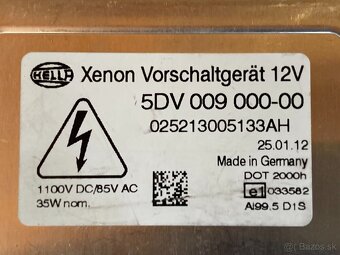 HELLA Xenon Vorschaltgerät 12V
5DV 009 000-00
025213005133AH
25.01.12
Made in Germany
DOT 2000h
1100V DC/85V AC
e1 033582
35W nom.
AI99.5 D1S
Bazos.sk